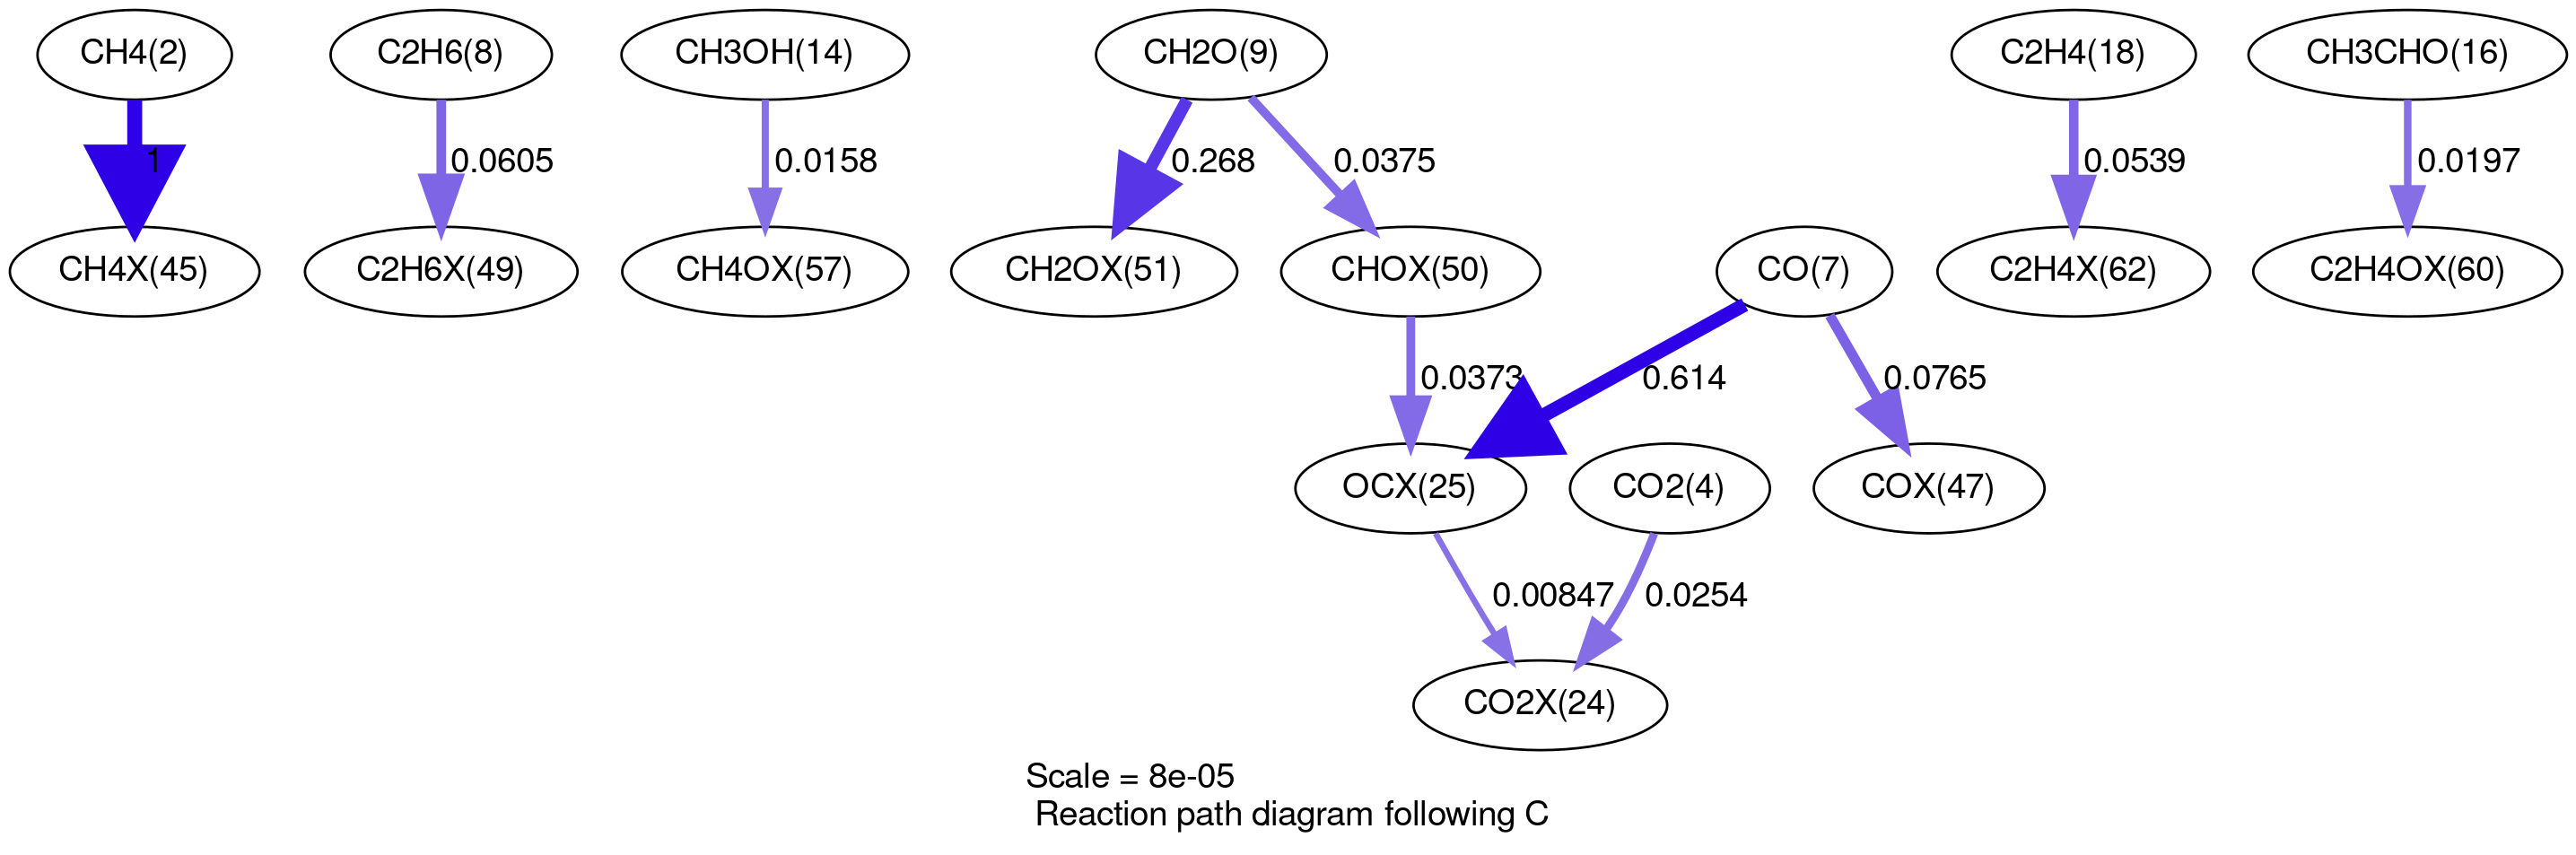 CH4(2)
C2H6(8)
CH3OH(14)
CH2O(9)
C2H4(18)
CH3CHO(16)
1
0.0605
0.0158
0.268
0.0375
0.0539
0.0197
CH4X(45)
C2H6X(49)
CH4OX(57)
CH2OX(51)
CHOX(50)
CO(7)
C2H4X(62)
C2H4OX(60)
0.0373
0.614
0.0765
OCX(25)
CO2(4)
COX(47)
0.00847
0.0254
CO2X(24)
Scale = 8e-05
Reaction path diagram following C